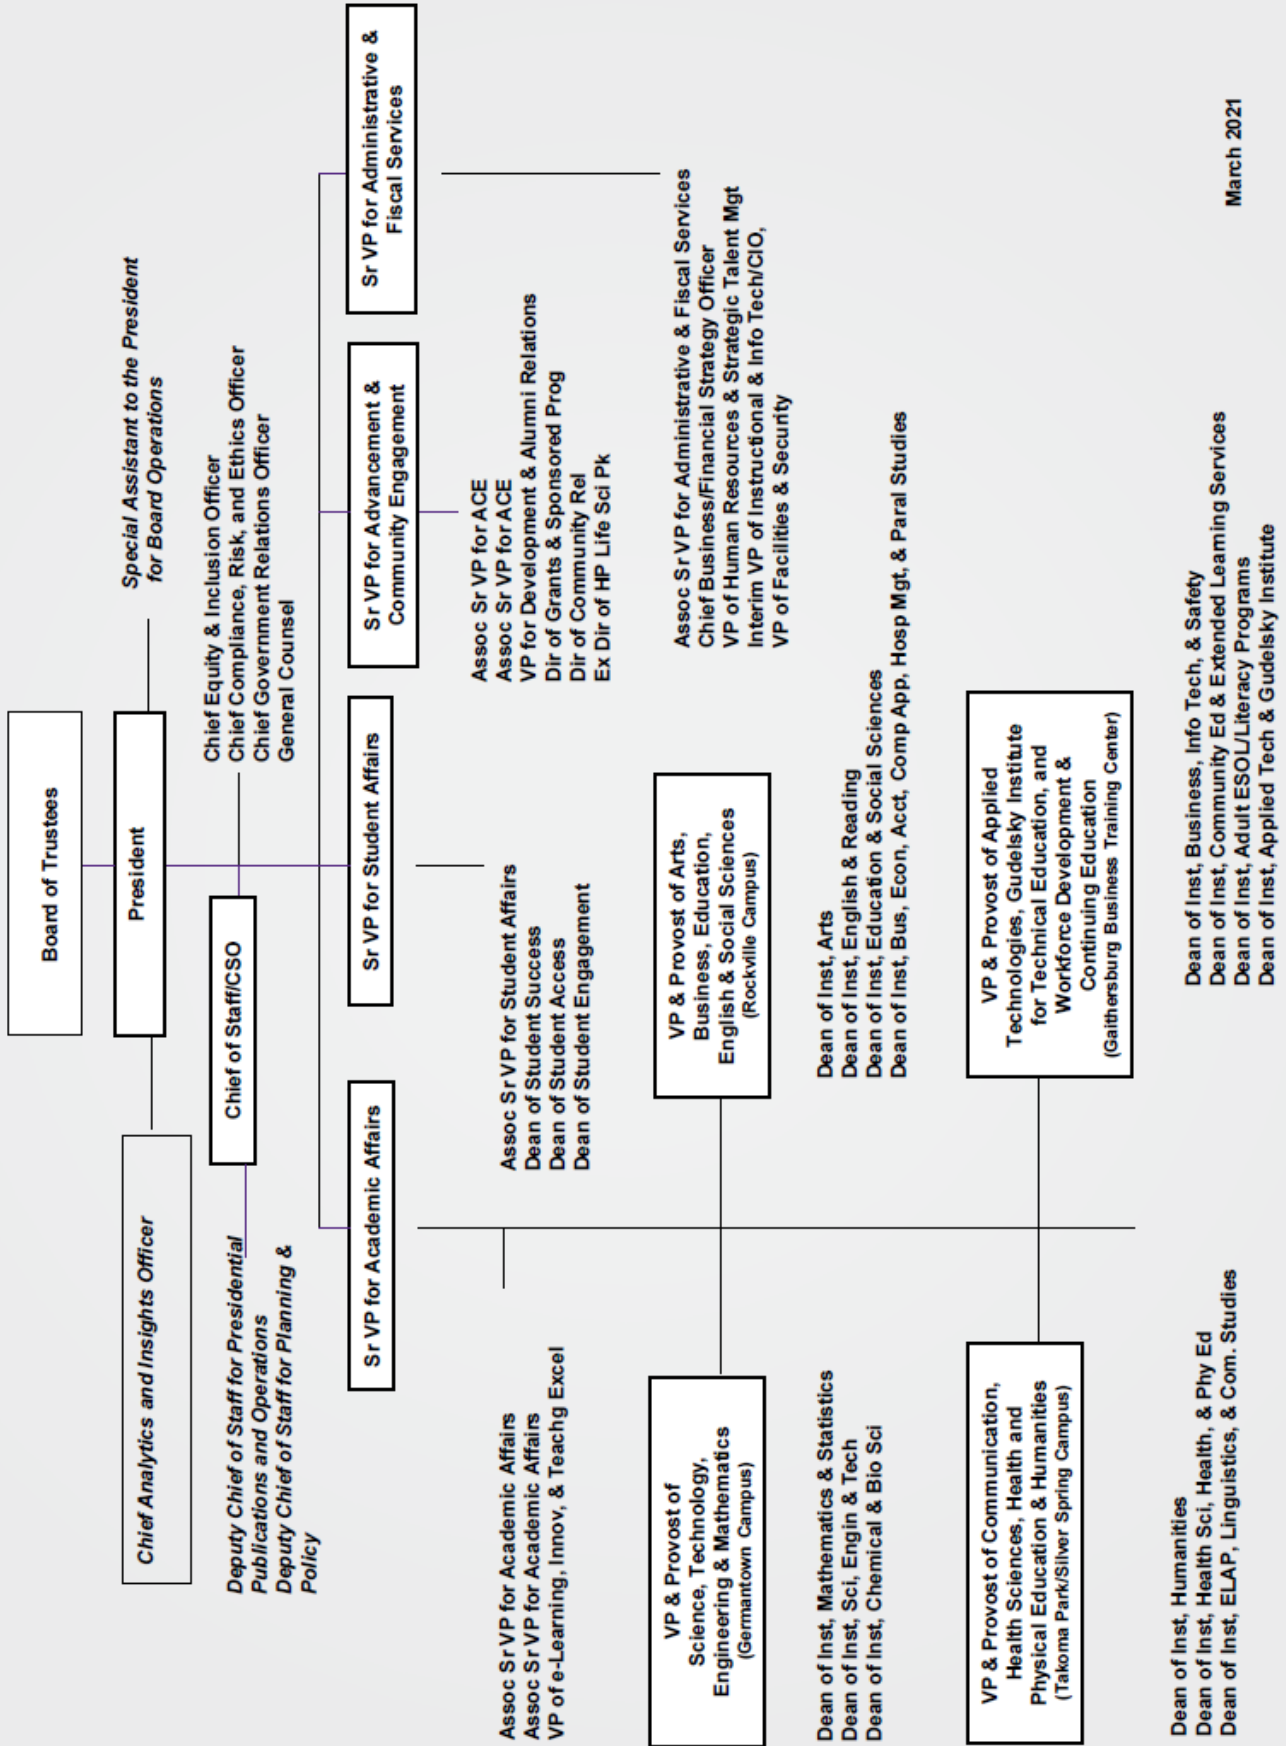 Board of Trustees
President
Special Assistant to the President
for Board Operations
Chief Analytics and Insights Officer
Chief of Staff/CSO
Chief Equity & Inclusion Officer
Chief Compliance, Risk, and Ethics Officer
Chief Government Relations Officer
General Counsel
Deputy Chief of Staff for Presidential
Publications and Operations
Deputy Chief of Staff for Planning &
Policy
Sr VP for Academic Affairs
Sr VP for Student Affairs
Sr VP for Advancement &
Community Engagement
Sr VP for Administrative &
Fiscal Services
Assoc Sr VP for Academic Affairs
Assoc Sr VP for Academic Affairs
VP of e-Learning, Innov, & Teachg Excel
Assoc Sr VP for Student Affairs
Dean of Student Success
Dean of Student Access
Dean of Student Engagement
Assoc Sr VP for ACE
Assoc Sr VP for ACE
VP for Development & Alumni Relations
Dir of Grants & Sponsored Prog
Dir of Community Rel
Ex Dir of HP Life Sci Pk
Assoc Sr VP for Administrative & Fiscal Services
Chief Business/Financial Strategy Officer
VP of Human Resources & Strategic Talent Mgt
Interim VP of Instructional & Info Tech/CIO,
VP of Facilities & Security
VP & Provost of
Science, Technology,
Engineering & Mathematics
(Germantown Campus)
VP & Provost of Arts,
Business, Education,
English & Social Sciences
(Rockville Campus)
Dean of Inst, Mathematics & Statistics
Dean of Inst, Sci, Engin & Tech
Dean of Inst, Chemical & Bio Sci
Dean of Inst, Arts
Dean of Inst, English & Reading
Dean of Inst, Education & Social Sciences
Dean of Inst, Bus, Econ, Acct, Comp App, Hosp Mgt, & Paral Studies
VP & Provost of Communication,
Health Sciences, Health and
Physical Education & Humanities
(Takoma Park/Silver Spring Campus)
VP & Provost of Applied
Technologies, Gudelsky Institute
for Technical Education, and
Workforce Development &
Continuing Education
(Gaithersburg Business Training Center)
Dean of Inst, Humanities
Dean of Inst, Health Sci, Health, & Phy Ed
Dean of Inst, ELAP, Linguistics, & Com. Studies
Dean of Inst, Business, Info Tech, & Safety
Dean of Inst, Community Ed & Extended Learning Services
Dean of Inst, Adult ESOL/Literacy Programs
Dean of Inst, Applied Tech & Gudelsky Institute
March 2021